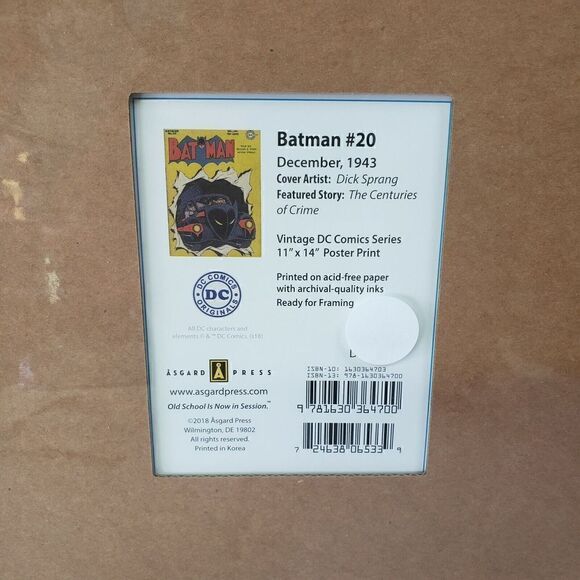 BATMAN
Batman #20
December, 1943
Cover Artist: Dick Sprang
Featured Story: The Centuries
of Crime
Vintage DC Comics Series
11" x 14" Poster Print
Printed on acid-free paper
with archival-quality inks
Ready for Framing
DC COMICS
DC
ORIGINALS
All DC characters and
elements © & ™ DC Comics. (s18)
ÅSGARD Å PRESS
www.asgardpress.com
Old School Is Now in Session.™
©2018 Åsgard Press
Wilmington, DE 19802
All rights reserved.
Printed in Korea
D
ISBN-10: 1630364703
ISBN-13: 978-1630364700
9 781630 364700
7 24638 06533 9